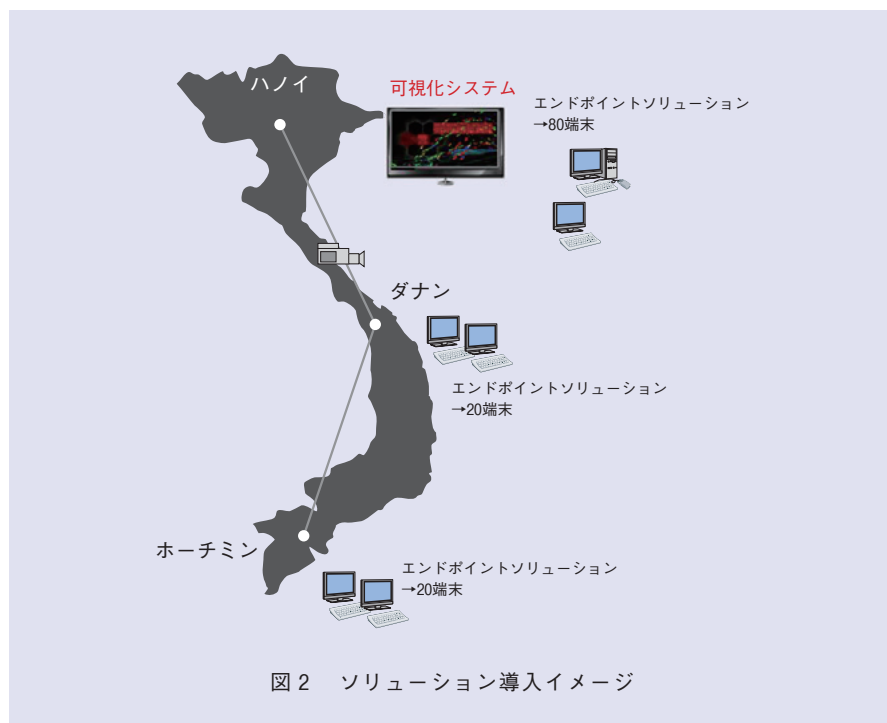 ハノイ
可視化システム
エンドポイントソリューション
→80端末
ダナン
エンドポイントソリューション
→20端末
ホーチミン
エンドポイントソリューション
→20端末
図2 ソリューション導入イメージ